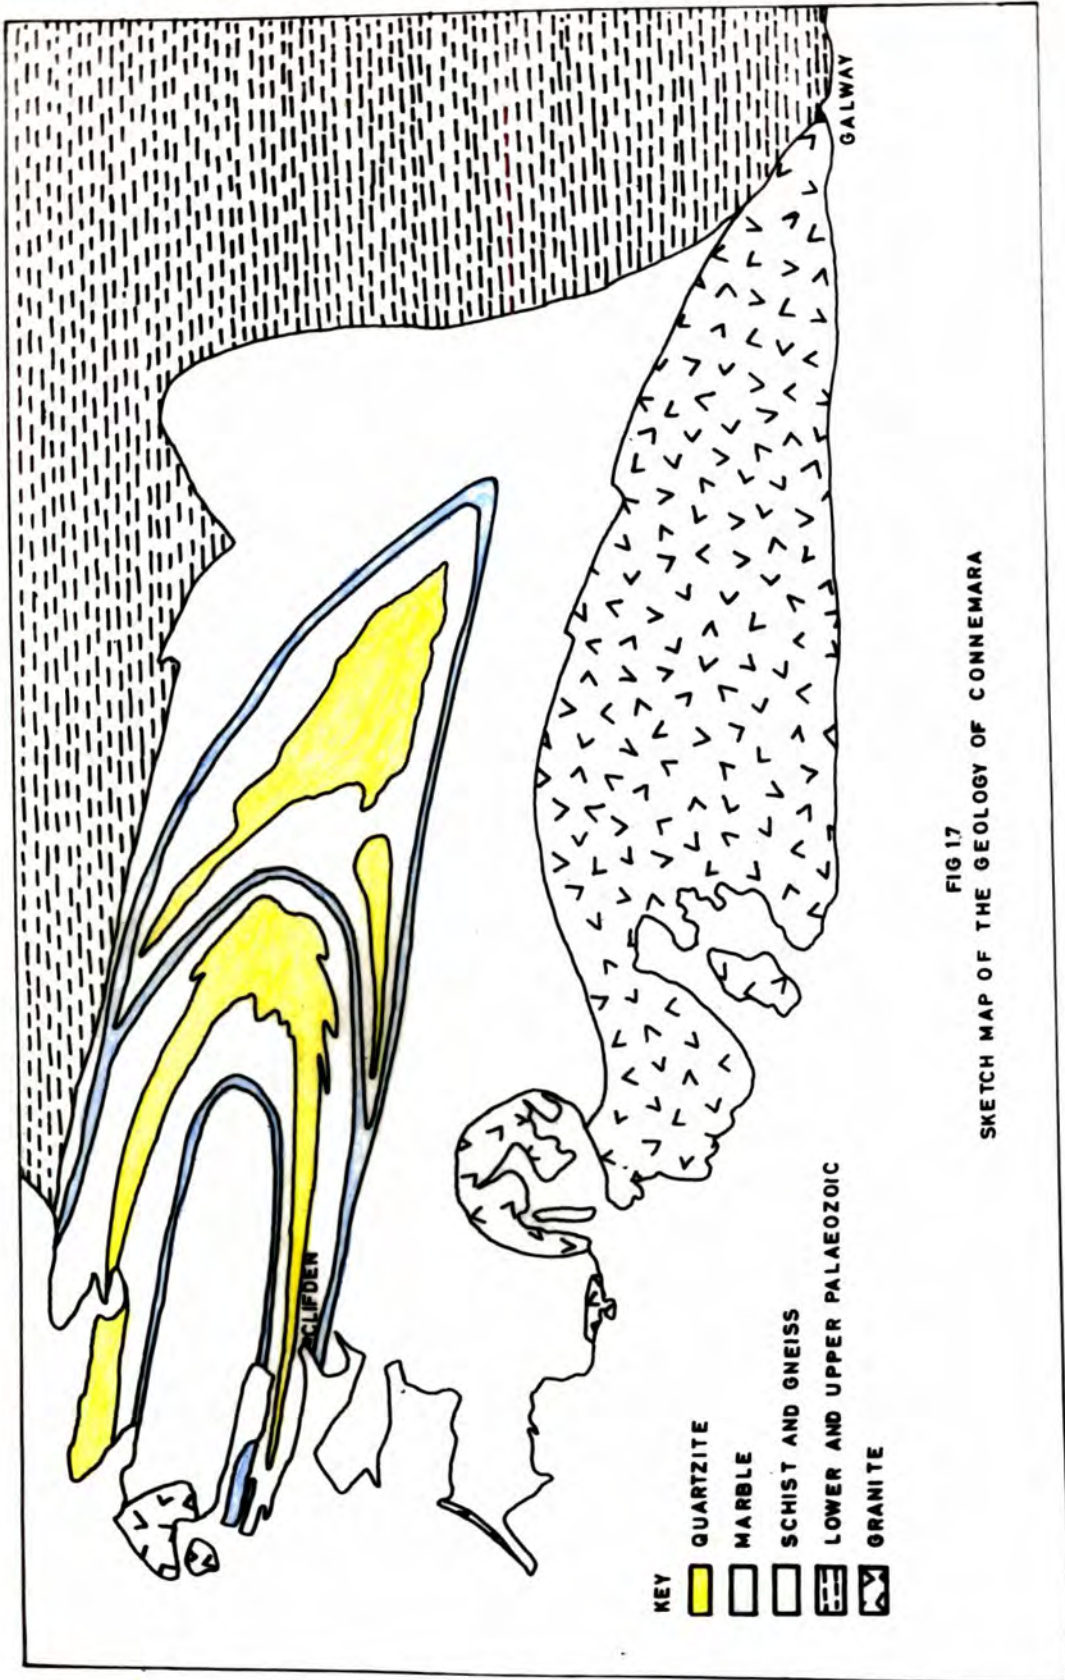 GALWAY
CLIFDEN
KEY
QUARTZITE
MARBLE
SCHIST AND GNEISS
LOWER AND UPPER PALAEOZOIC
GRANITE
FIG 1.7
SKETCH MAP OF THE GEOLOGY OF CONNEMARA